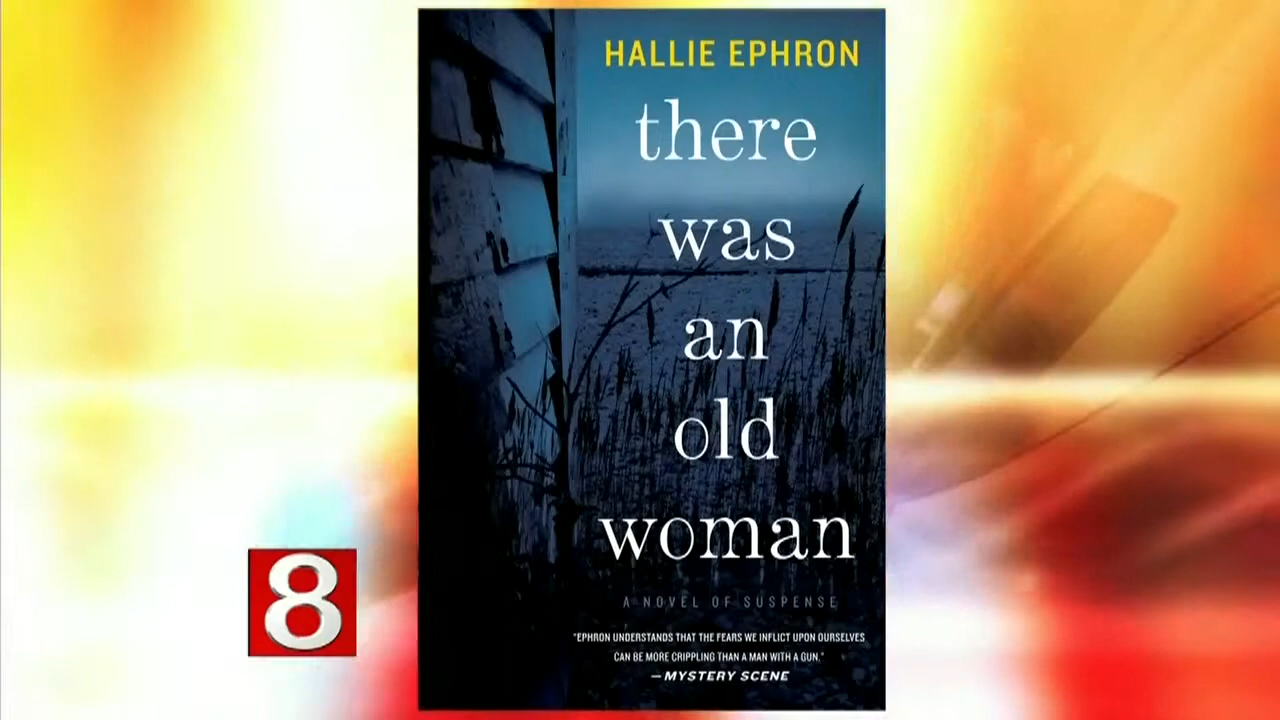 HALLIE EPHRON
there
was
an
old
woman
A NOVEL OF SUSPENSE
"EPHRON UNDERSTANDS THAT THE FEARS WE INFLICT UPON OURSELVES
CAN BE MORE CRIPPLING THAN A MAN WITH A GUN."
—MYSTERY SCENE
8